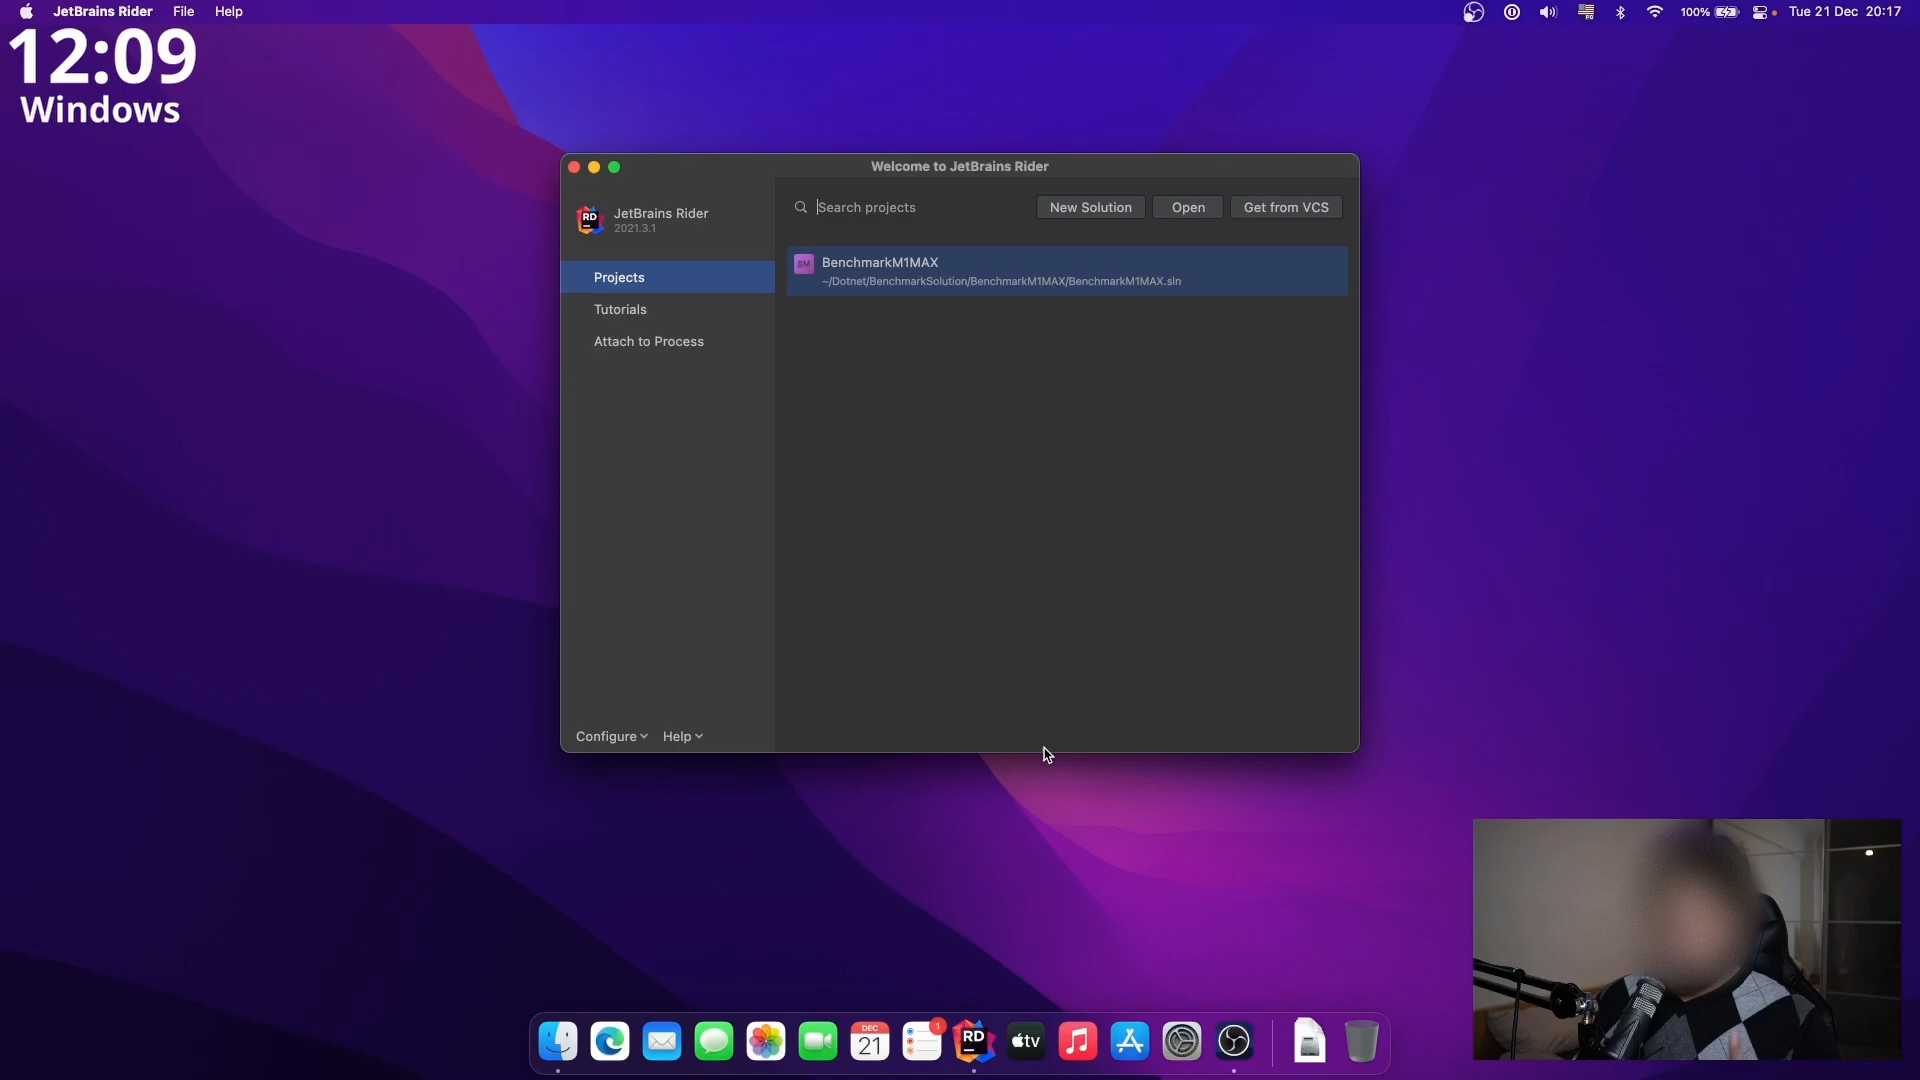 JetBrains Rider File Help
100% Tue 21 Dec 20:17
12:09
Windows
Welcome to JetBrains Rider
RD
JetBrains Rider
2021.3.1
Search projects
New Solution
Open
Get from VCS
Projects
Tutorials
Attach to Process
BM
BenchmarkM1MAX
~/Dotnet/BenchmarkSolution/BenchmarkM1MAX/BenchmarkM1MAX.sln
Configure
Help
DEC
21
1
RD
tv